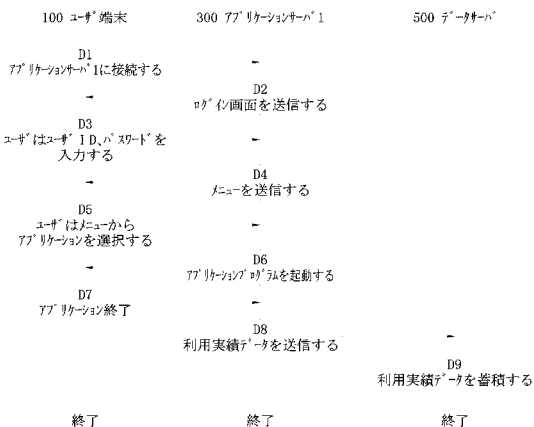 100 ユーザ端末 300 アプリケーションサーバ1 500 データサーバ
D1
アプリケーションサーバ1に接続する
D2
ログイン画面を送信する
D3
ユーザはユーザID、パスワードを
入力する
D4
メニューを送信する
D5
ユーザはメニューから
アプリケーションを選択する
D6
アプリケーションプログラムを起動する
D7
アプリケーション終了
D8
利用実績データを送信する
D9
利用実績データを蓄積する
終了 終了 終了